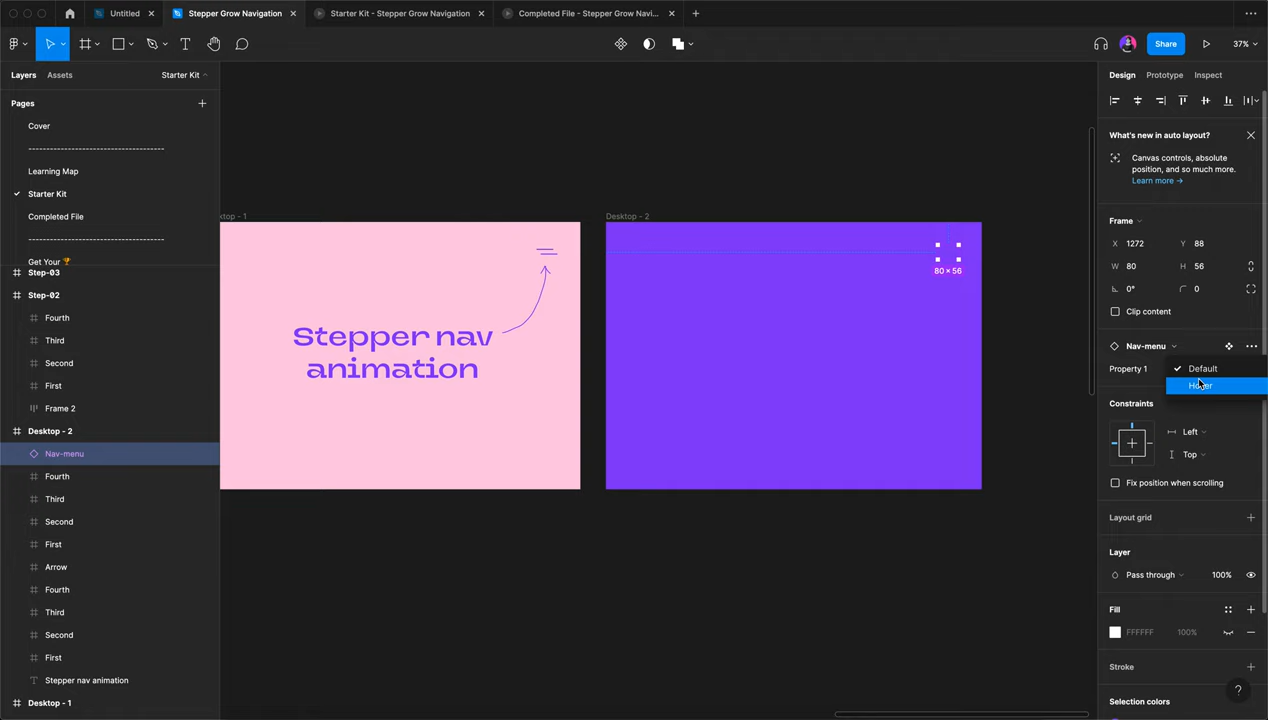 Untitled
Stepper Grow Navigation
Starter Kit - Stepper Grow Navigation
Completed File - Stepper Grow Navi...
Share
37%
Layers
Assets
Starter Kit
Pages
Cover
--------------------------------------
Learning Map
Starter Kit
Completed File
--------------------------------------
Get Your 🏆
Step-03
Step-02
Fourth
Third
Second
First
Frame 2
Desktop - 2
Nav-menu
Fourth
Third
Second
First
Arrow
Fourth
Third
Second
First
Stepper nav animation
Desktop - 1
ktop - 1
Stepper nav
animation
Desktop - 2
80 × 56
Design
Prototype
Inspect
What's new in auto layout?
Canvas controls, absolute
position, and so much more.
Learn more →
Frame
X 1272
Y 88
W 80
H 56
0°
0
Clip content
Nav-menu
Property 1
Default
Hover
Constraints
Left
Top
Fix position when scrolling
Layout grid
Layer
Pass through
100%
Fill
FFFFFF
100%
Stroke
Selection colors
?